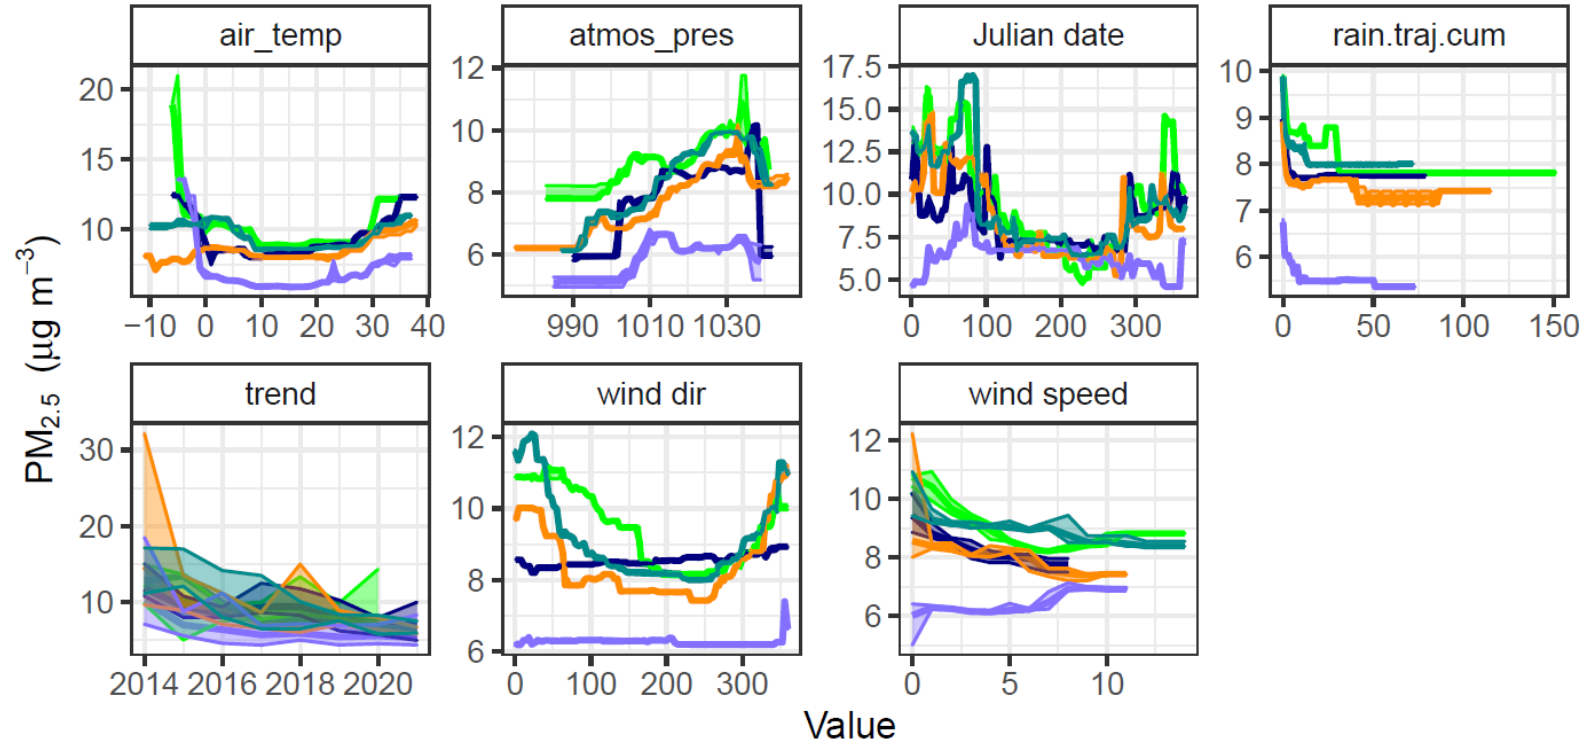 air_temp
atmos_pres
Julian date
rain.traj.cum
20
15
10
−10 0 10 20 30 40
12
10
8
6
990 1010 1030
17.5
15.0
12.5
10.0
7.5
5.0
0 100 200 300
10
9
8
7
6
0 50 100 150
PM2.5 (μg m−3)
trend
wind dir
wind speed
30
20
10
2014 2016 2018 2020
12
10
8
6
0 100 200 300
12
10
8
6
0 5 10
Value